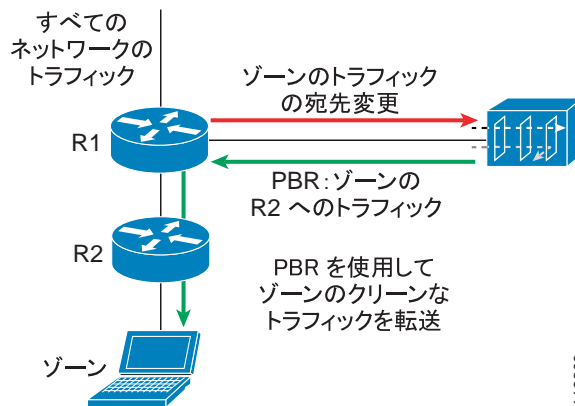 すべての
ネットワークの
トラフィック
ゾーンのトラフィック
の宛先変更
R1
PBR：ゾーンの
R2 へのトラフィック
R2
PBR を使用して
ゾーンのクリーンな
トラフィックを転送
ゾーン